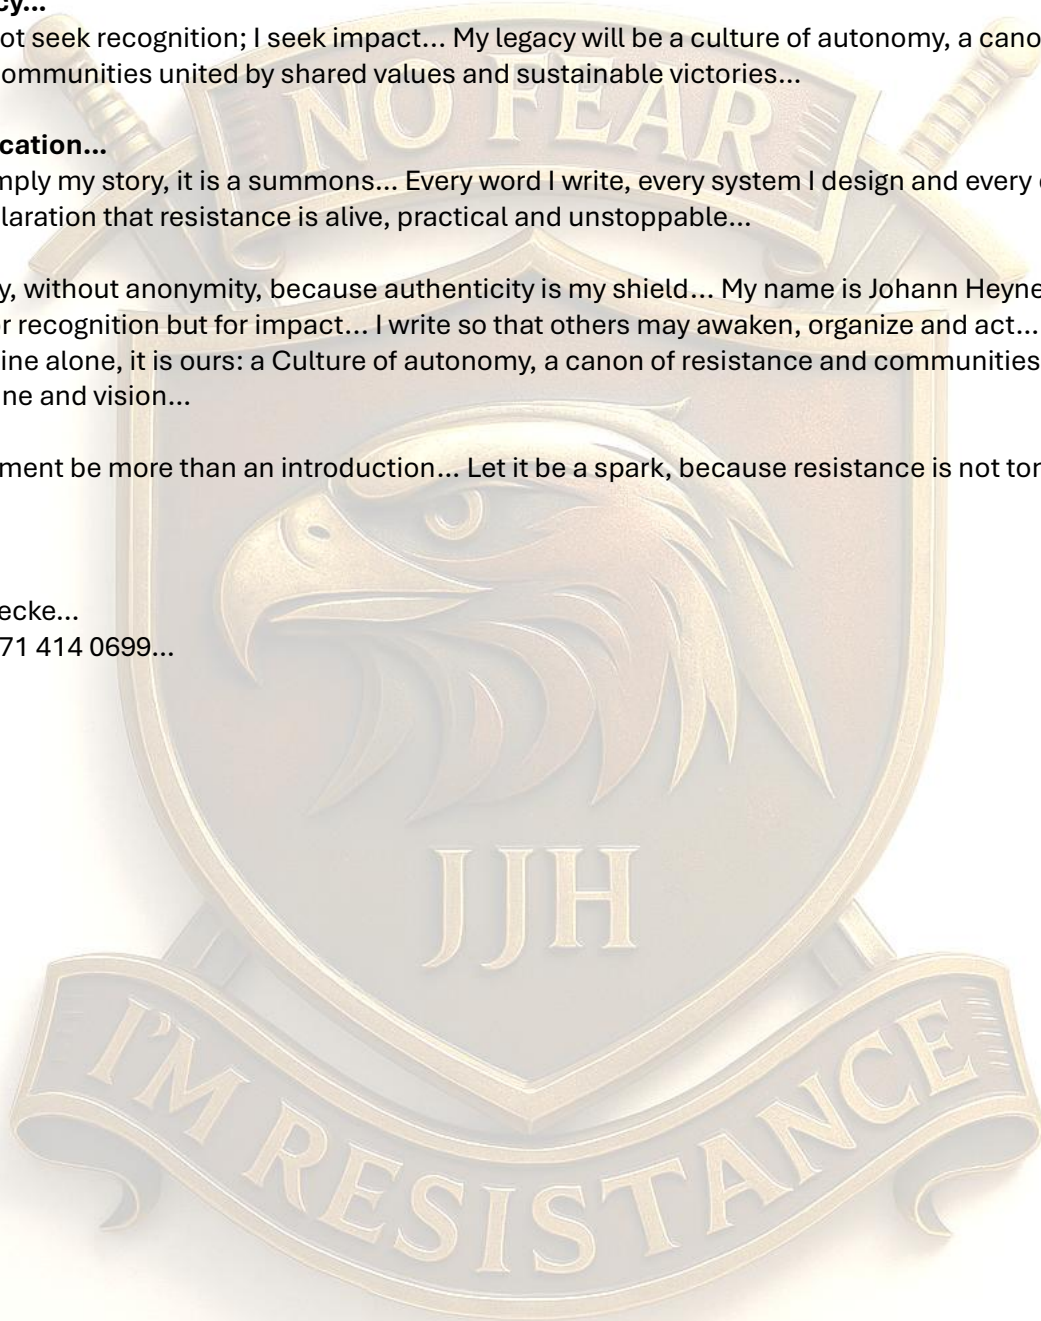 cy...
ot seek recognition; I seek impact... My legacy will be a culture of autonomy, a cano
ommunities united by shared values and sustainable victories...
cation...
mply my story, it is a summons... Every word I write, every system I design and every
laration that resistance is alive, practical and unstoppable...
y, without anonymity, because authenticity is my shield... My name is Johann Heyne
or recognition but for impact... I write so that others may awaken, organize and act...
ine alone, it is ours: a Culture of autonomy, a canon of resistance and communities
ne and vision...
ment be more than an introduction... Let it be a spark, because resistance is not tor
ecke...
71 414 0699...
NO FEAR
JJH
I'M RESISTANCE